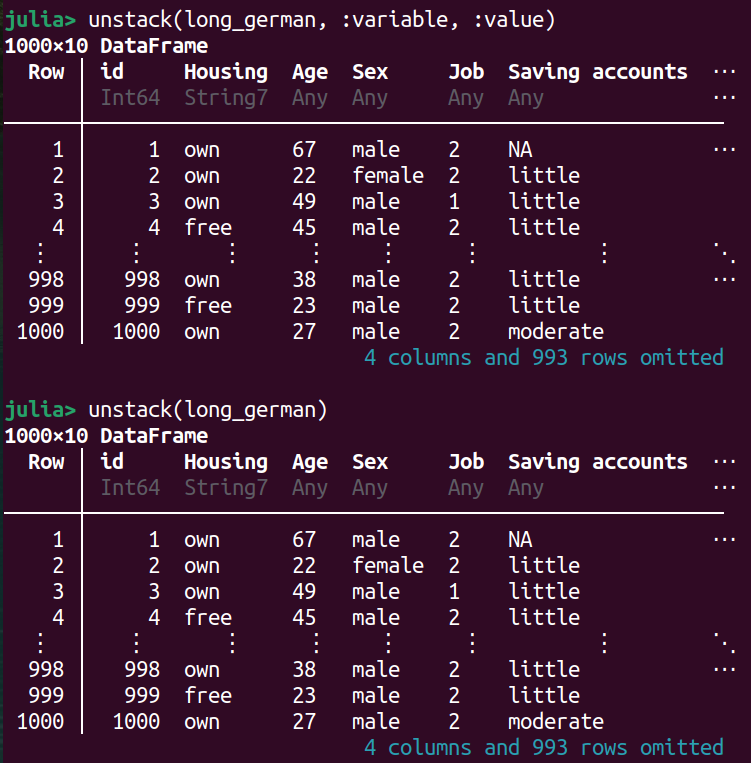 julia> unstack(long_german, :variable, :value)
1000×10 DataFrame
Row │ id Housing Age Sex Job Saving accounts ⋯
│ Int64 String7 Any Any Any Any ⋯
1 │ 1 own 67 male 2 NA ⋯
2 │ 2 own 22 female 2 little
3 │ 3 own 49 male 1 little
4 │ 4 free 45 male 2 little
⋮ │ ⋮ ⋮ ⋮ ⋮ ⋮ ⋮ ⋱
998 │ 998 own 38 male 2 little ⋯
999 │ 999 free 23 male 2 little
1000 │ 1000 own 27 male 2 moderate
4 columns and 993 rows omitted
julia> unstack(long_german)
1000×10 DataFrame
Row │ id Housing Age Sex Job Saving accounts ⋯
│ Int64 String7 Any Any Any Any ⋯
1 │ 1 own 67 male 2 NA ⋯
2 │ 2 own 22 female 2 little
3 │ 3 own 49 male 1 little
4 │ 4 free 45 male 2 little
⋮ │ ⋮ ⋮ ⋮ ⋮ ⋮ ⋮ ⋱
998 │ 998 own 38 male 2 little ⋯
999 │ 999 free 23 male 2 little
1000 │ 1000 own 27 male 2 moderate
4 columns and 993 rows omitted